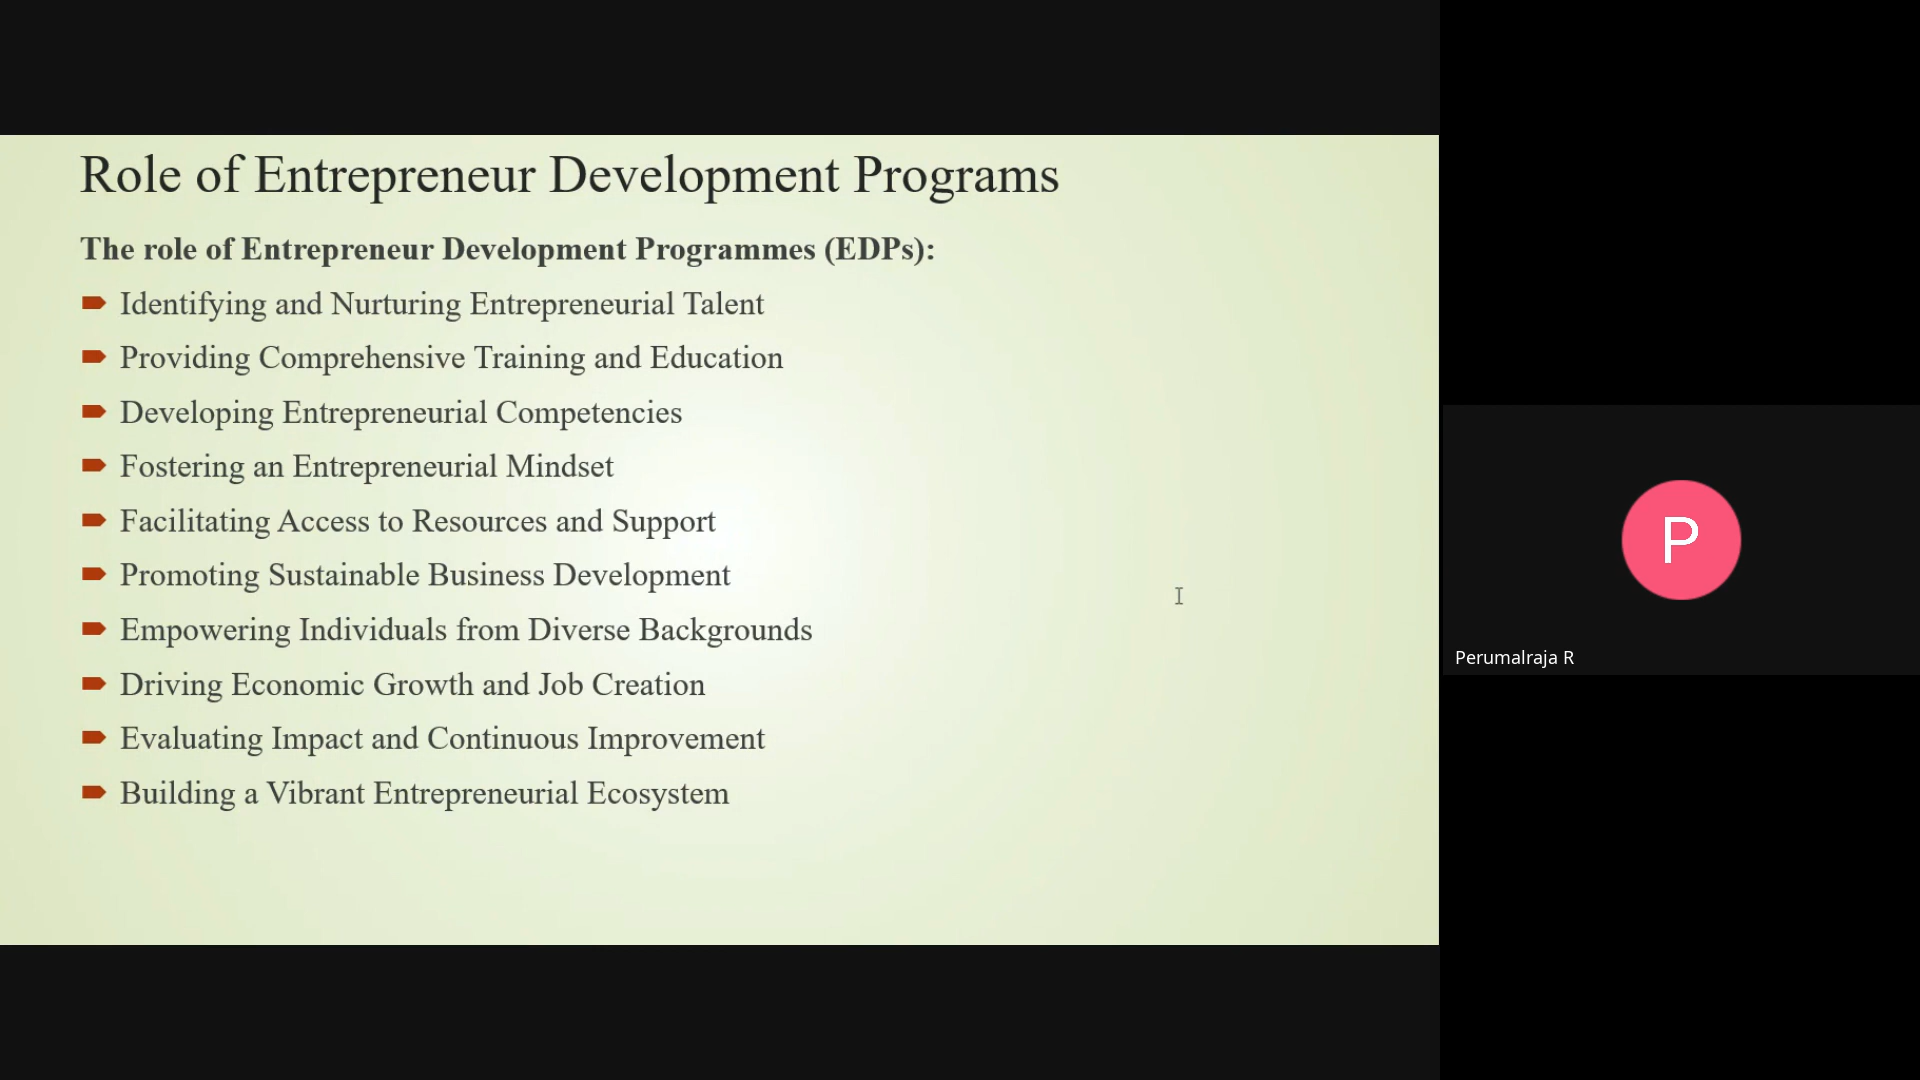 Role of Entrepreneur Development Programs
The role of Entrepreneur Development Programmes (EDPs):
Identifying and Nurturing Entrepreneurial Talent
Providing Comprehensive Training and Education
Developing Entrepreneurial Competencies
Fostering an Entrepreneurial Mindset
Facilitating Access to Resources and Support
Promoting Sustainable Business Development
Empowering Individuals from Diverse Backgrounds
Driving Economic Growth and Job Creation
Evaluating Impact and Continuous Improvement
Building a Vibrant Entrepreneurial Ecosystem
P
Perumalraja R